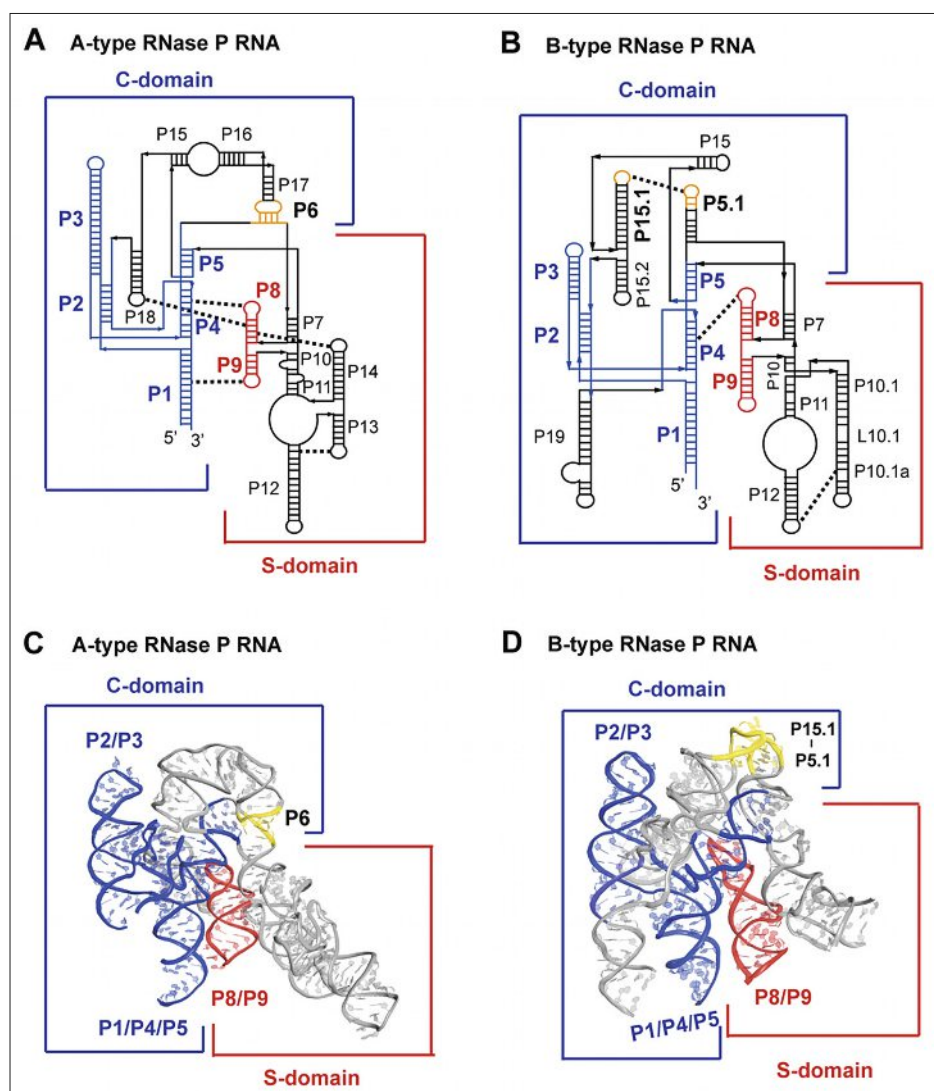 A A-type RNase P RNA
C-domain
P15 P16
P3
P17
P6
P5
P8
P2
P18
P4
P7
P10
P9
P14
P1
P11
P13
5' 3'
P12
S-domain
B B-type RNase P RNA
C-domain
P15
P15.1
P5.1
P3
P15.2
P5
P8
P2
P7
P4
P10
P9
P10.1
P11
P19
P1
L10.1
P12
P10.1a
5'
3'
S-domain
C A-type RNase P RNA
C-domain
P2/P3
P6
P8/P9
P1/P4/P5
S-domain
D B-type RNase P RNA
C-domain
P2/P3
P15.1
P5.1
P8/P9
P1/P4/P5
S-domain